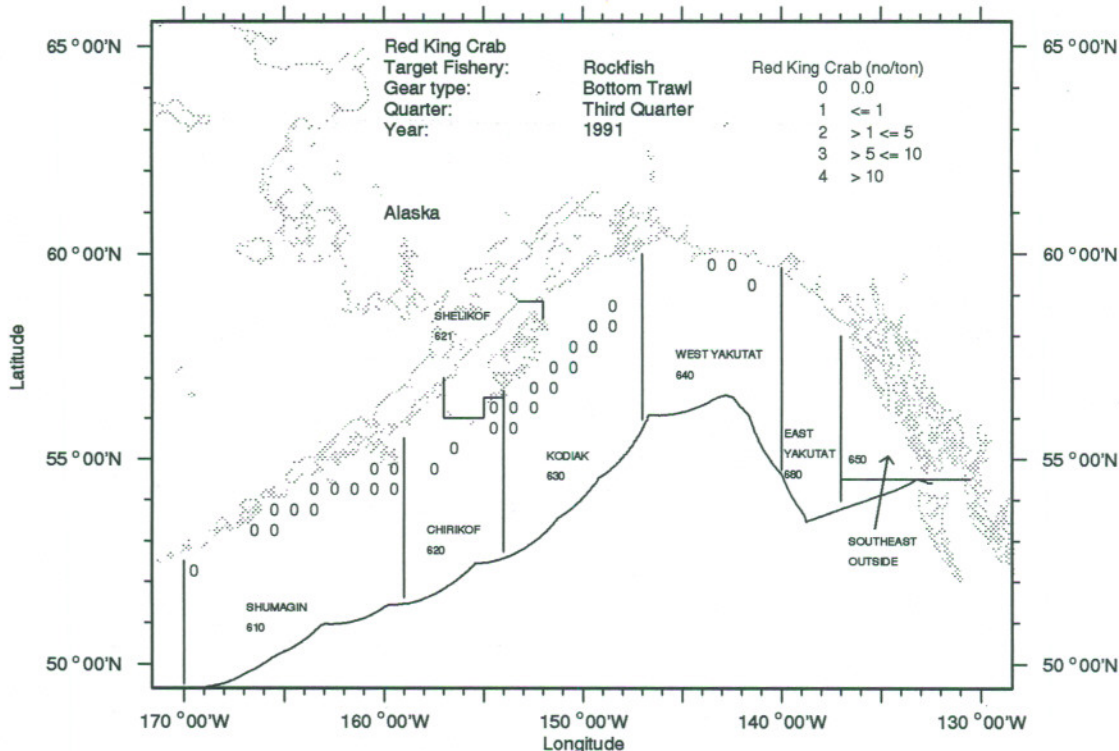 65°00'N
65°00'N
Red King Crab
Target Fishery: Rockfish
Gear type: Bottom Trawl
Quarter: Third Quarter
Year: 1991
Red King Crab (no/ton)
0 0.0
1 <= 1
2 > 1 <= 5
3 > 5 <= 10
4 > 10
Alaska
60°00'N
60°00'N
0 0
0
0
0 0
0 0 0
0 0
0 0
0 0 0
0 0
0
0 0 0
0 0 0 0 0
0 0 0 0
0 0
0
SHELIKOF
621
WEST YAKUTAT
640
Latitude
55°00'N
55°00'N
KODIAK
630
EAST
YAKUTAT
680
650
CHIRIKOF
620
SOUTHEAST
OUTSIDE
SHUMAGIN
610
50°00'N
50°00'N
170°00'W
160°00'W
150°00'W
140°00'W
130°00'W
Longitude